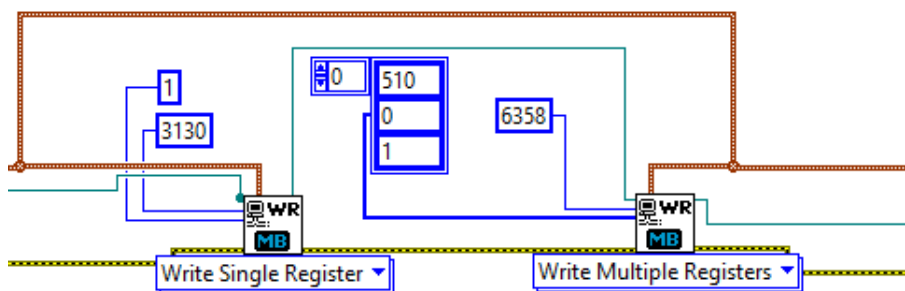 1
3130
0
510
0
1
6358
WR
MB
WR
MB
Write Single Register
Write Multiple Registers